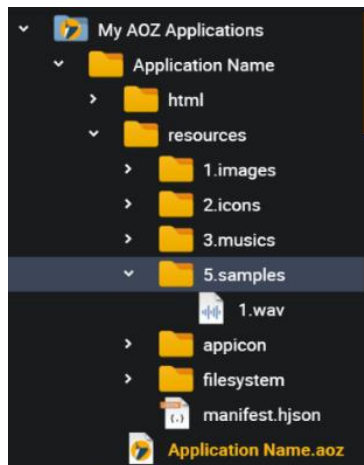 My AOZ Applications
Application Name
html
resources
1.images
2.icons
3.musics
5.samples
1.wav
appicon
filesystem
manifest.hjson
Application Name.aoz